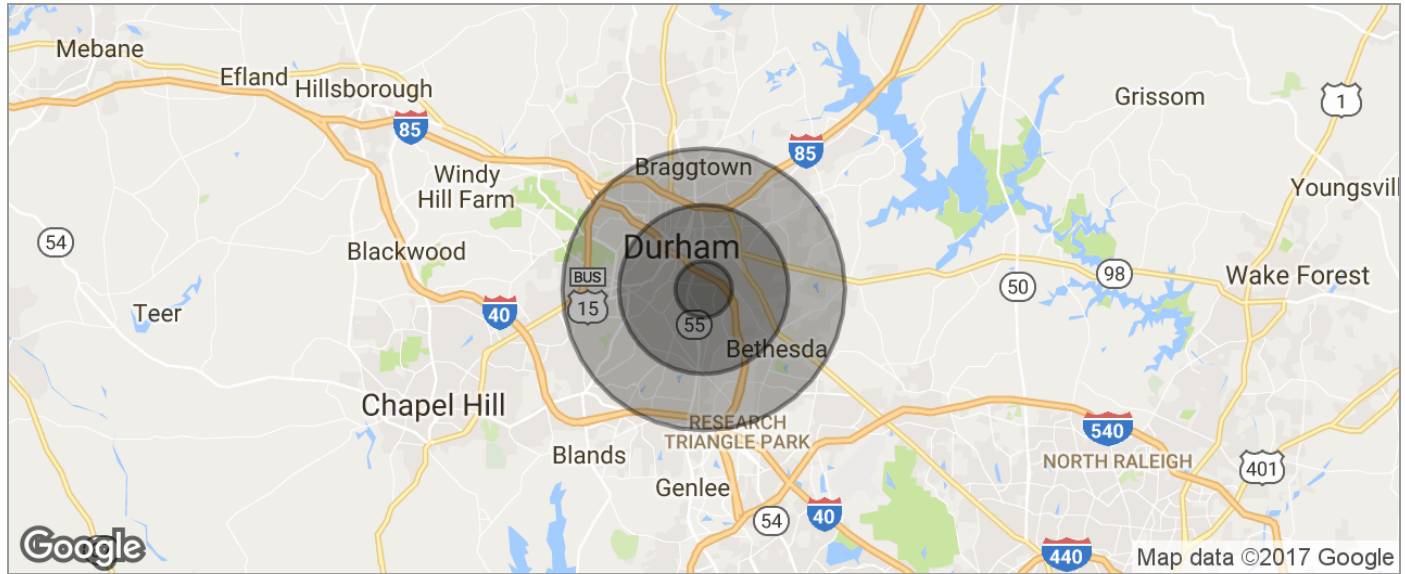 Mebane
Efland
Hillsborough
85
Windy
Hill Farm
Braggtown
85
Grissom
1
Youngsvill
54
Blackwood
Durham
BUS
15
50
98
Wake Forest
Teer
40
55
Bethesda
Chapel Hill
RESEARCH
TRIANGLE PARK
540
NORTH RALEIGH
401
Blands
Genlee
54
40
440
Google
Map data ©2017 Google